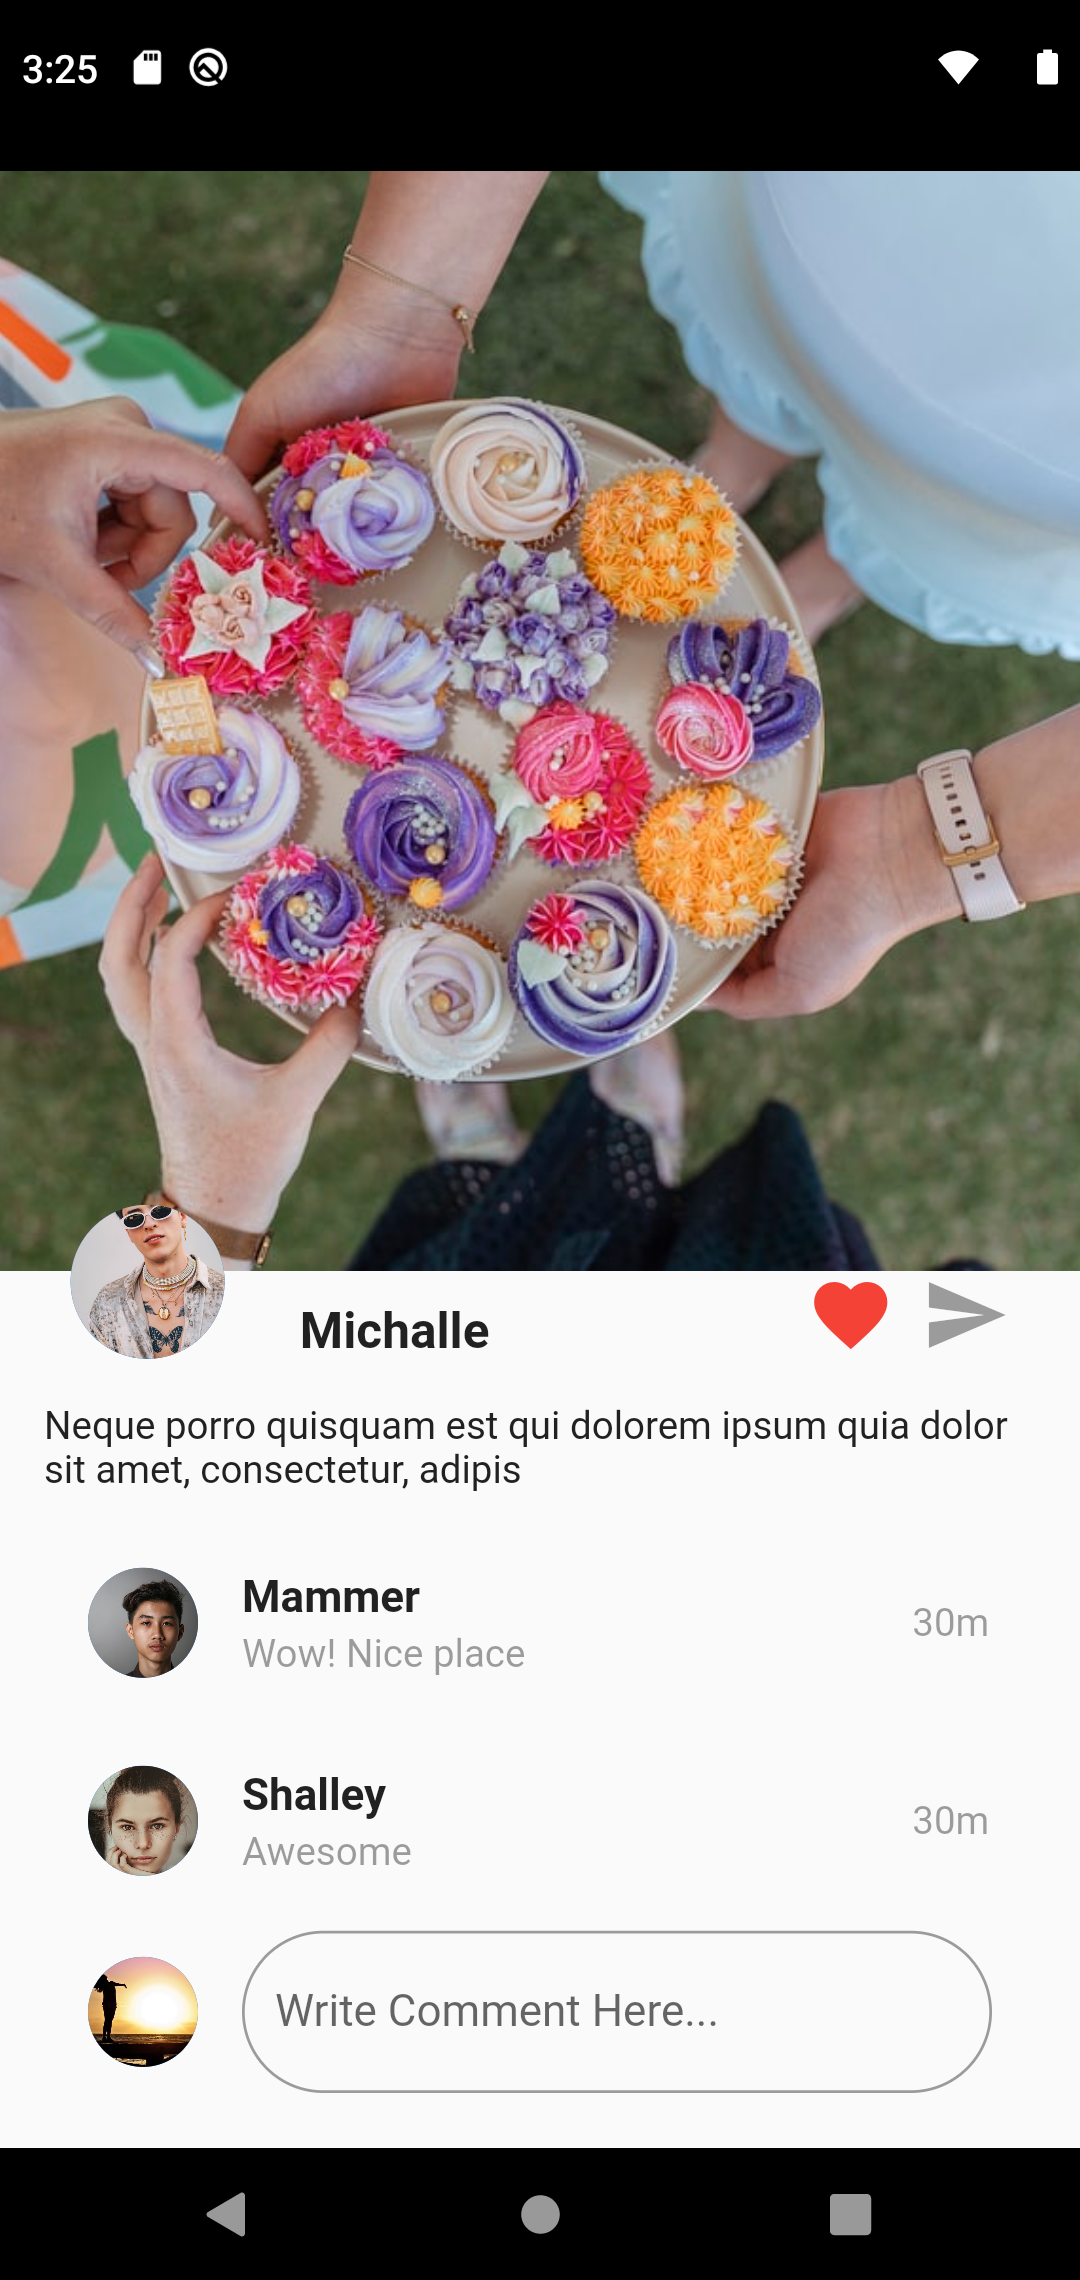 3:25
Michalle
Neque porro quisquam est qui dolorem ipsum quia dolor
sit amet, consectetur, adipis
Mammer
Wow! Nice place
30m
Shalley
Awesome
30m
Write Comment Here...